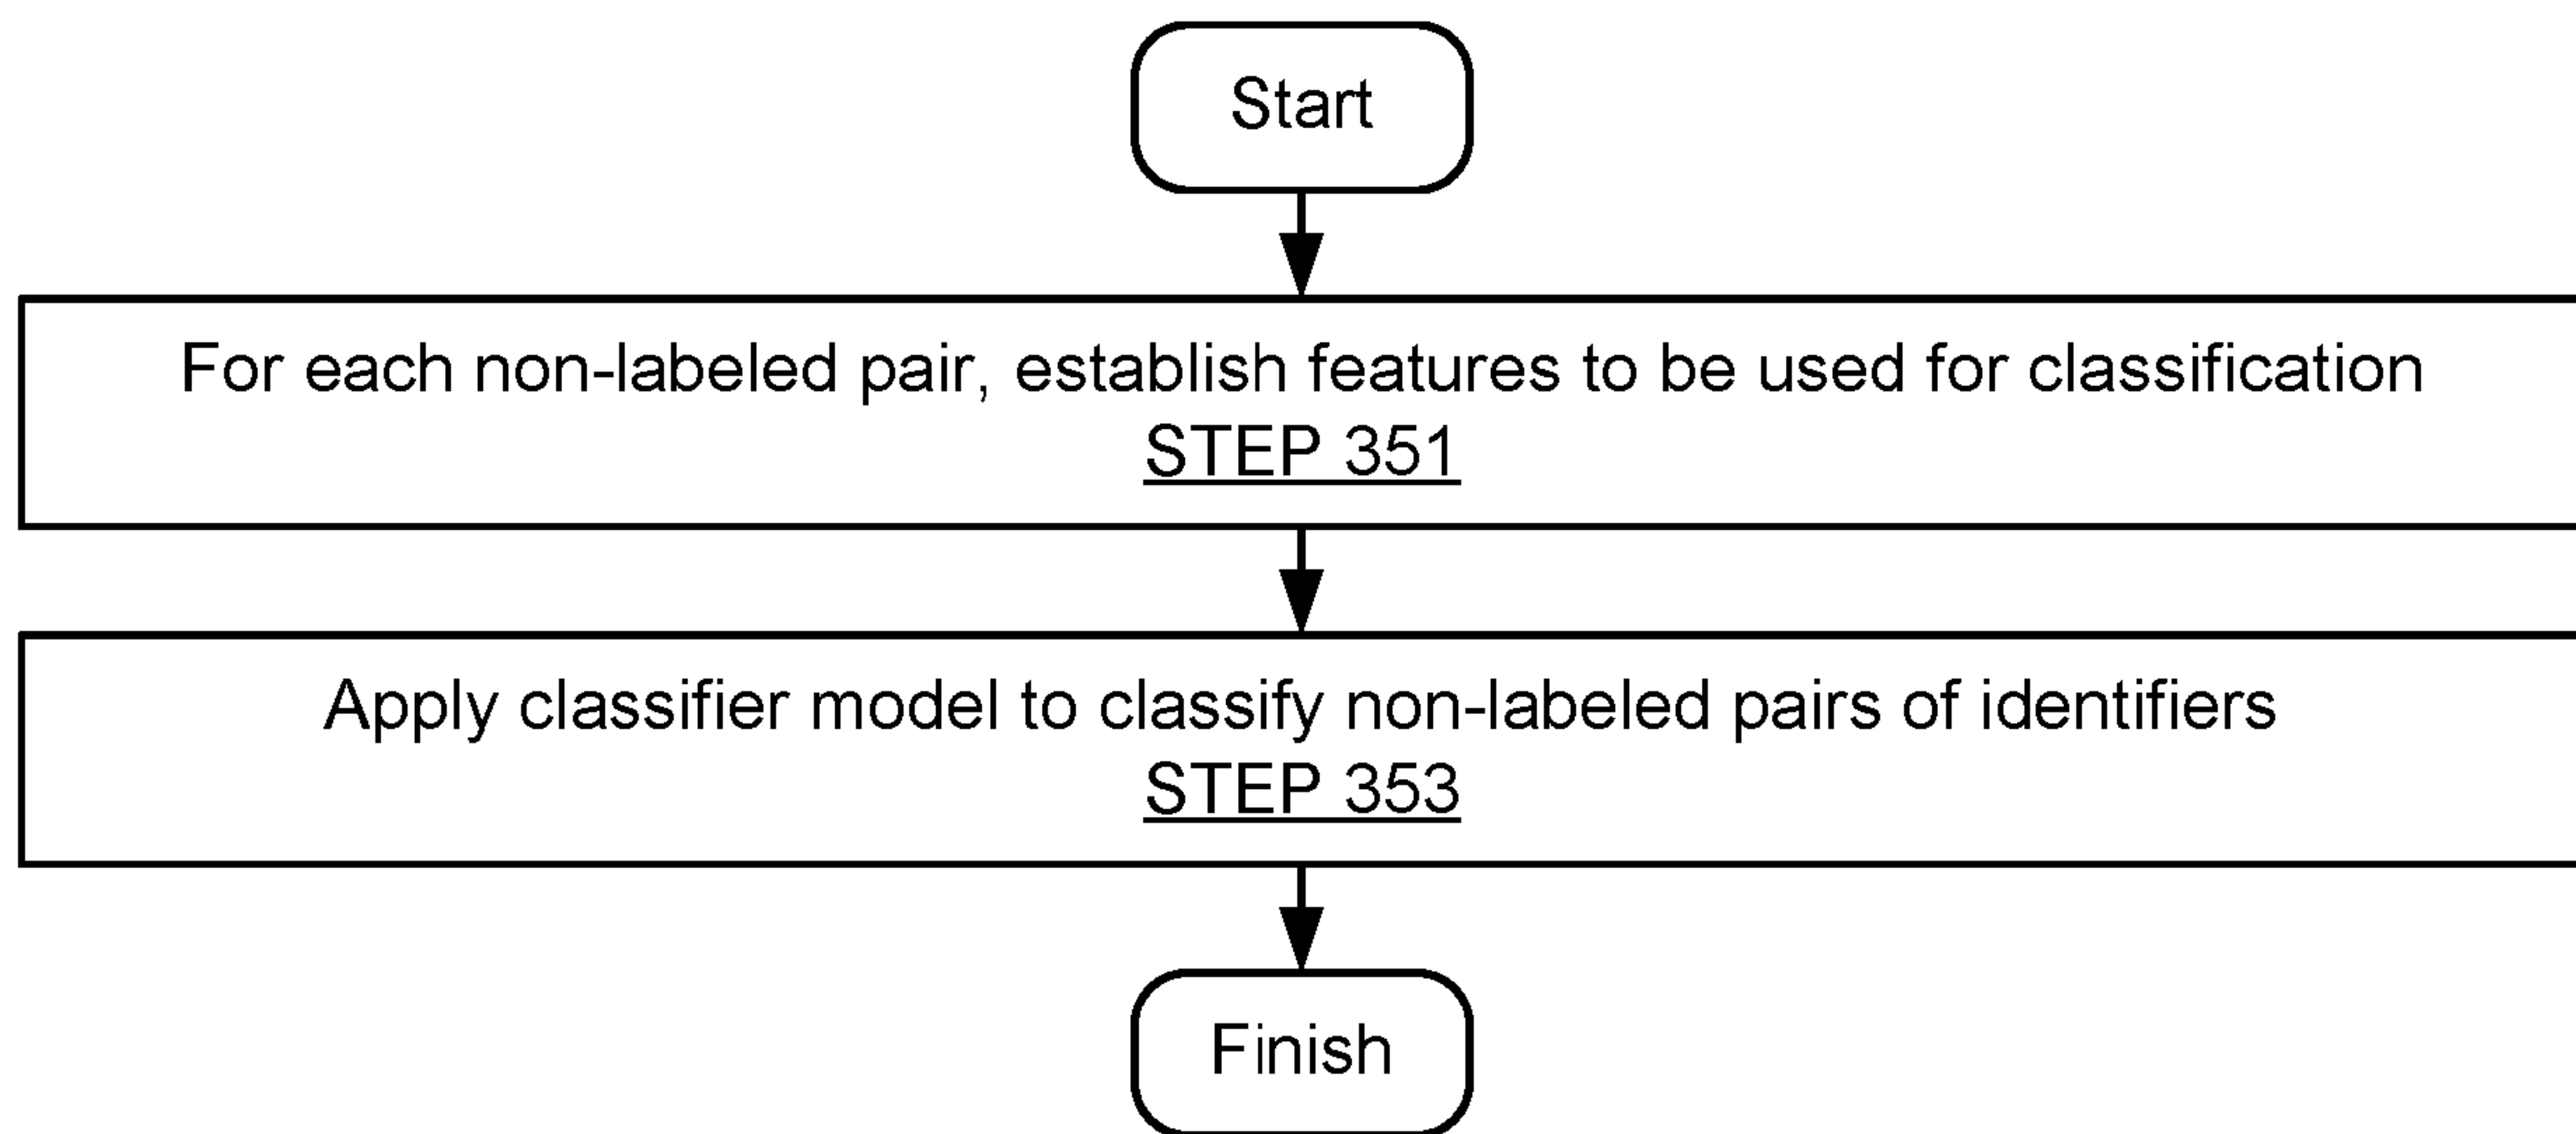 Start
For each non-labeled pair, establish features to be used for classification
STEP 351
Apply classifier model to classify non-labeled pairs of identifiers
STEP 353
Finish